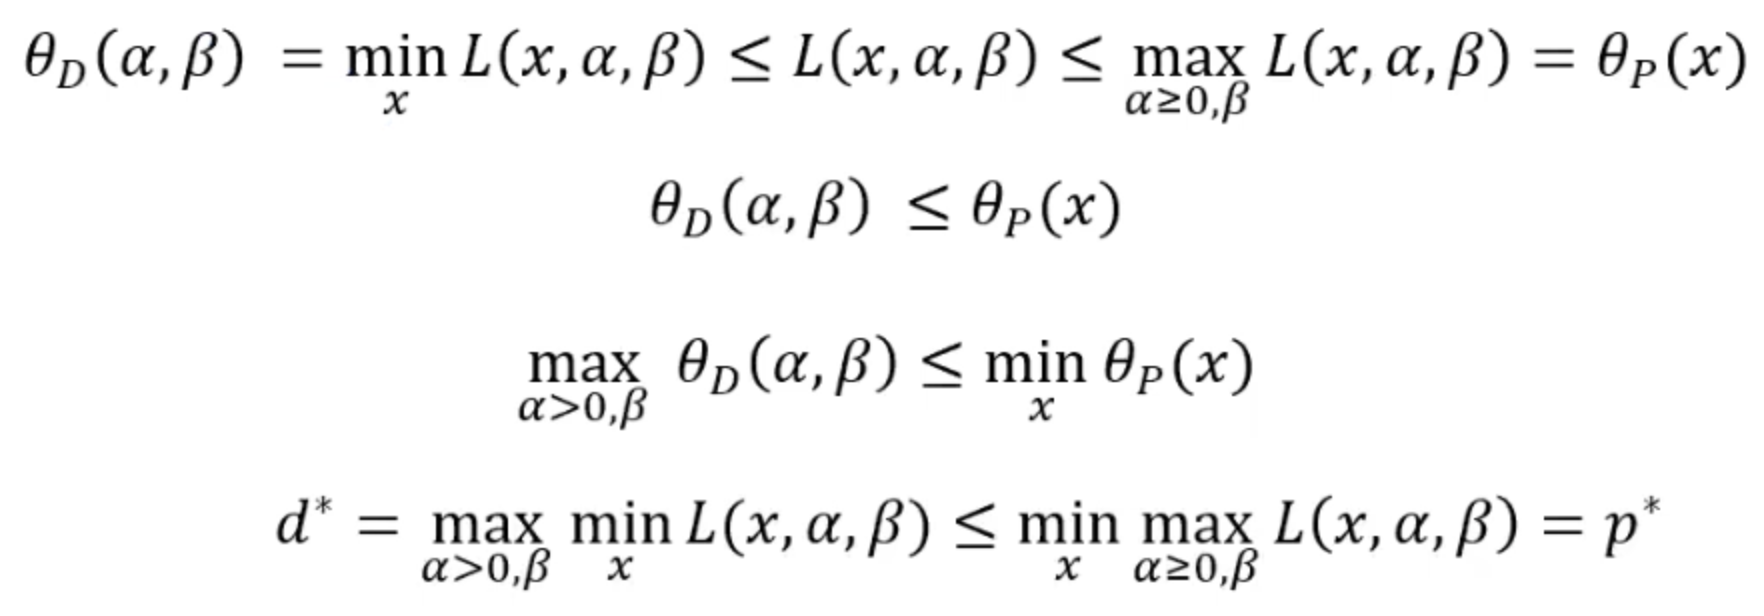 θ_D(α, β) = min_x L(x, α, β) ≤ L(x, α, β) ≤ max_{α≥0,β} L(x, α, β) = θ_P(x)
θ_D(α, β) ≤ θ_P(x)
max_{α>0,β} θ_D(α, β) ≤ min_x θ_P(x)
d* = max_{α>0,β} min_x L(x, α, β) ≤ min_x max_{α≥0,β} L(x, α, β) = p*